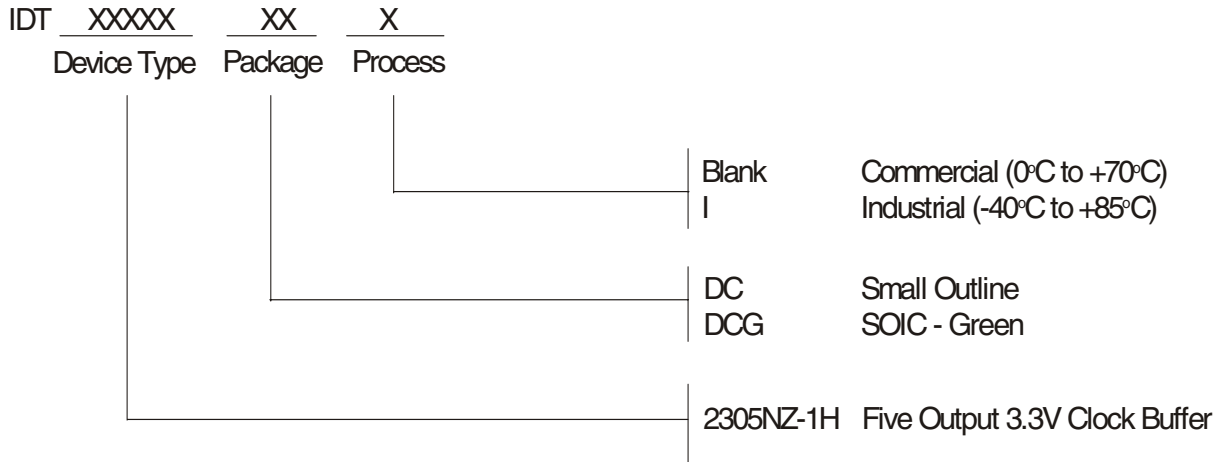 IDT XXXXX XX X
Device Type Package Process
Blank Commercial (0°C to +70°C)
I Industrial (-40°C to +85°C)
DC Small Outline
DCG SOIC - Green
2305NZ-1H Five Output 3.3V Clock Buffer